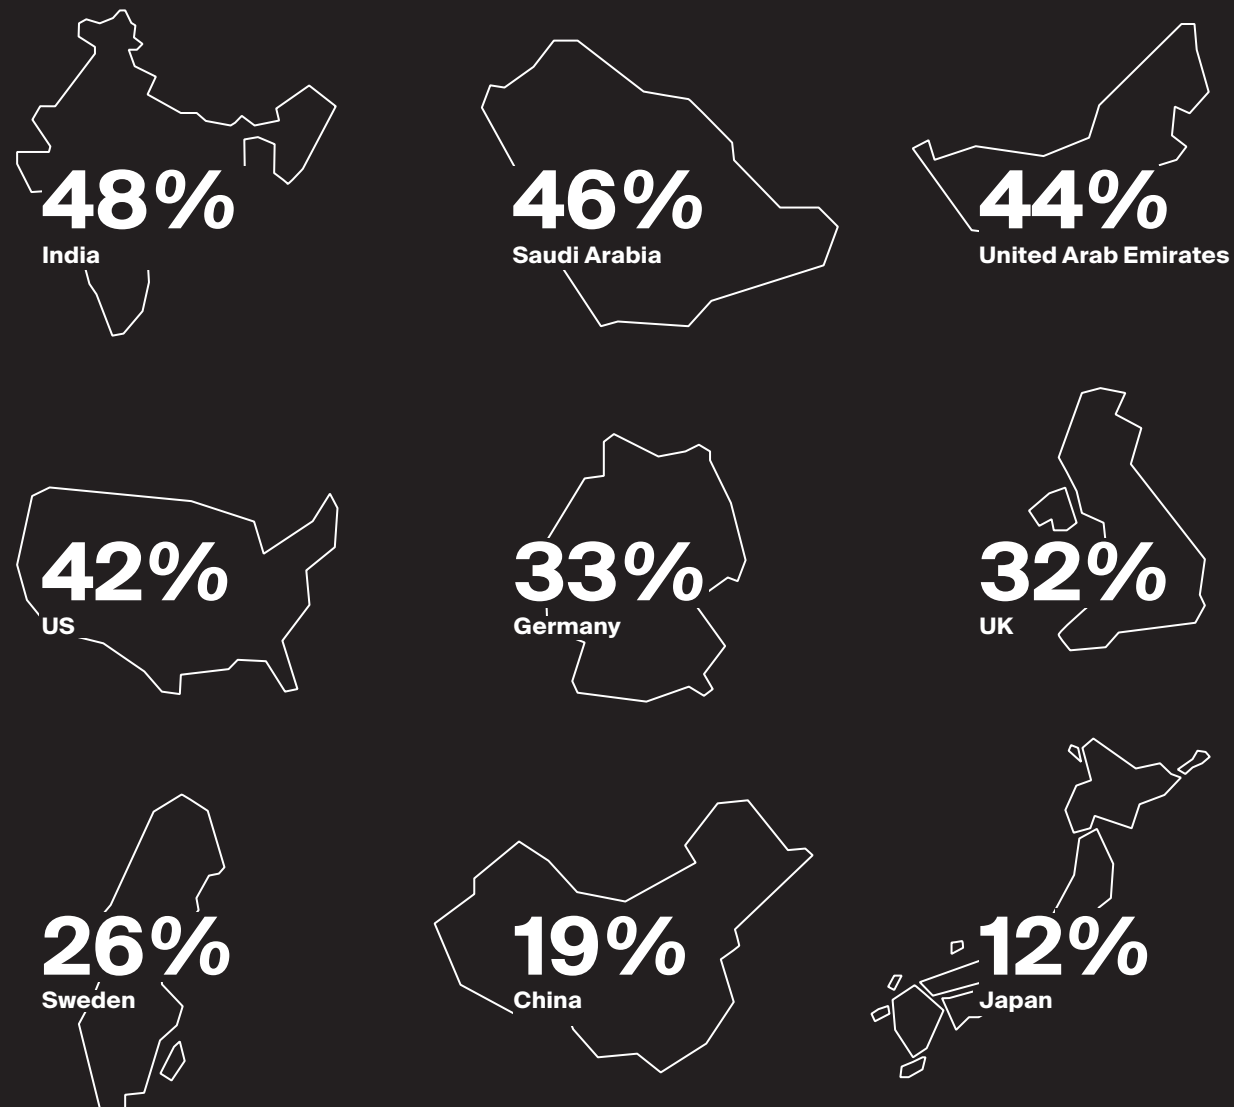 48%
India
46%
Saudi Arabia
44%
United Arab Emirates
42%
US
33%
Germany
32%
UK
26%
Sweden
19%
China
12%
Japan